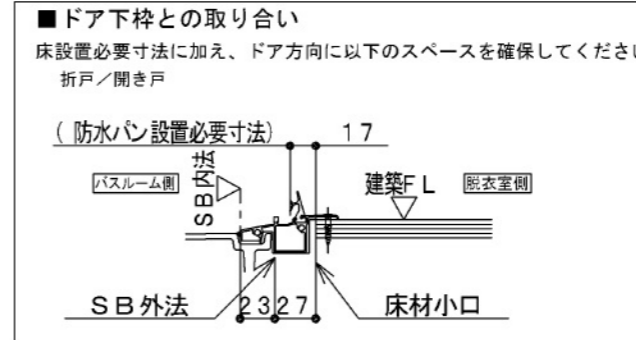 ■ドア下枠との取り合い
床設置必要寸法に加え、ドア方向に以下のスペースを確保してくださ
折戸／開き戸
(防水パン設置必要寸法) 17
バスルーム側
SB内法
建築FL
脱衣室側
SB外法
23
27
床材小口